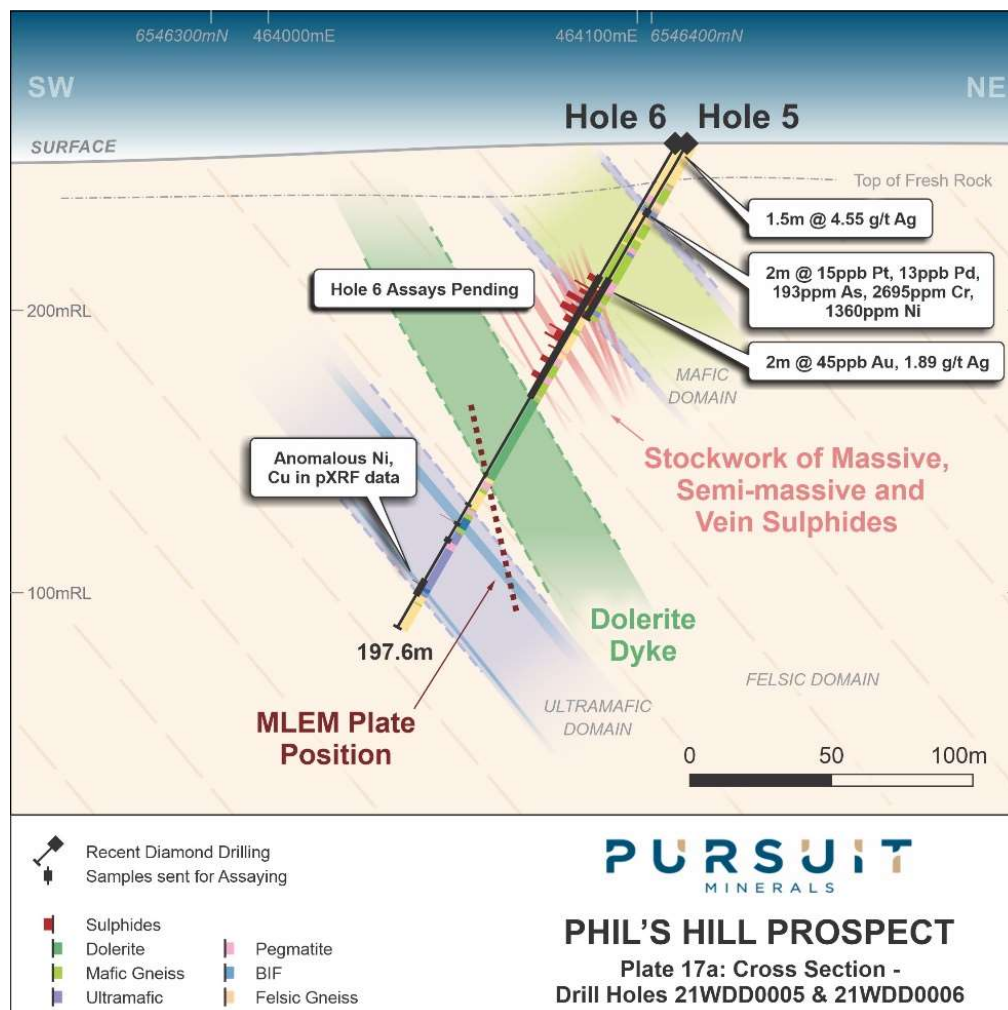 6546300mN
464000mE
464100mE
6546400mN
SW
NE
Hole 6
Hole 5
SURFACE
Top of Fresh Rock
1.5m @ 4.55 g/t Ag
2m @ 15ppb Pt, 13ppb Pd,
193ppm As, 2695ppm Cr,
1360ppm Ni
Hole 6 Assays Pending
200mRL
2m @ 45ppb Au, 1.89 g/t Ag
MAFIC
DOMAIN
Stockwork of Massive,
Semi-massive and
Vein Sulphides
Anomalous Ni,
Cu in pXRF data
100mRL
197.6m
Dolerite
Dyke
FELSIC DOMAIN
ULTRAMAFIC
DOMAIN
MLEM Plate
Position
0
50
100m
Recent Diamond Drilling
Samples sent for Assaying
Sulphides
Dolerite
Mafic Gneiss
Ultramafic
Pegmatite
BIF
Felsic Gneiss
PURSUIT
MINERALS
PHIL'S HILL PROSPECT
Plate 17a: Cross Section -
Drill Holes 21WDD0005 & 21WDD0006